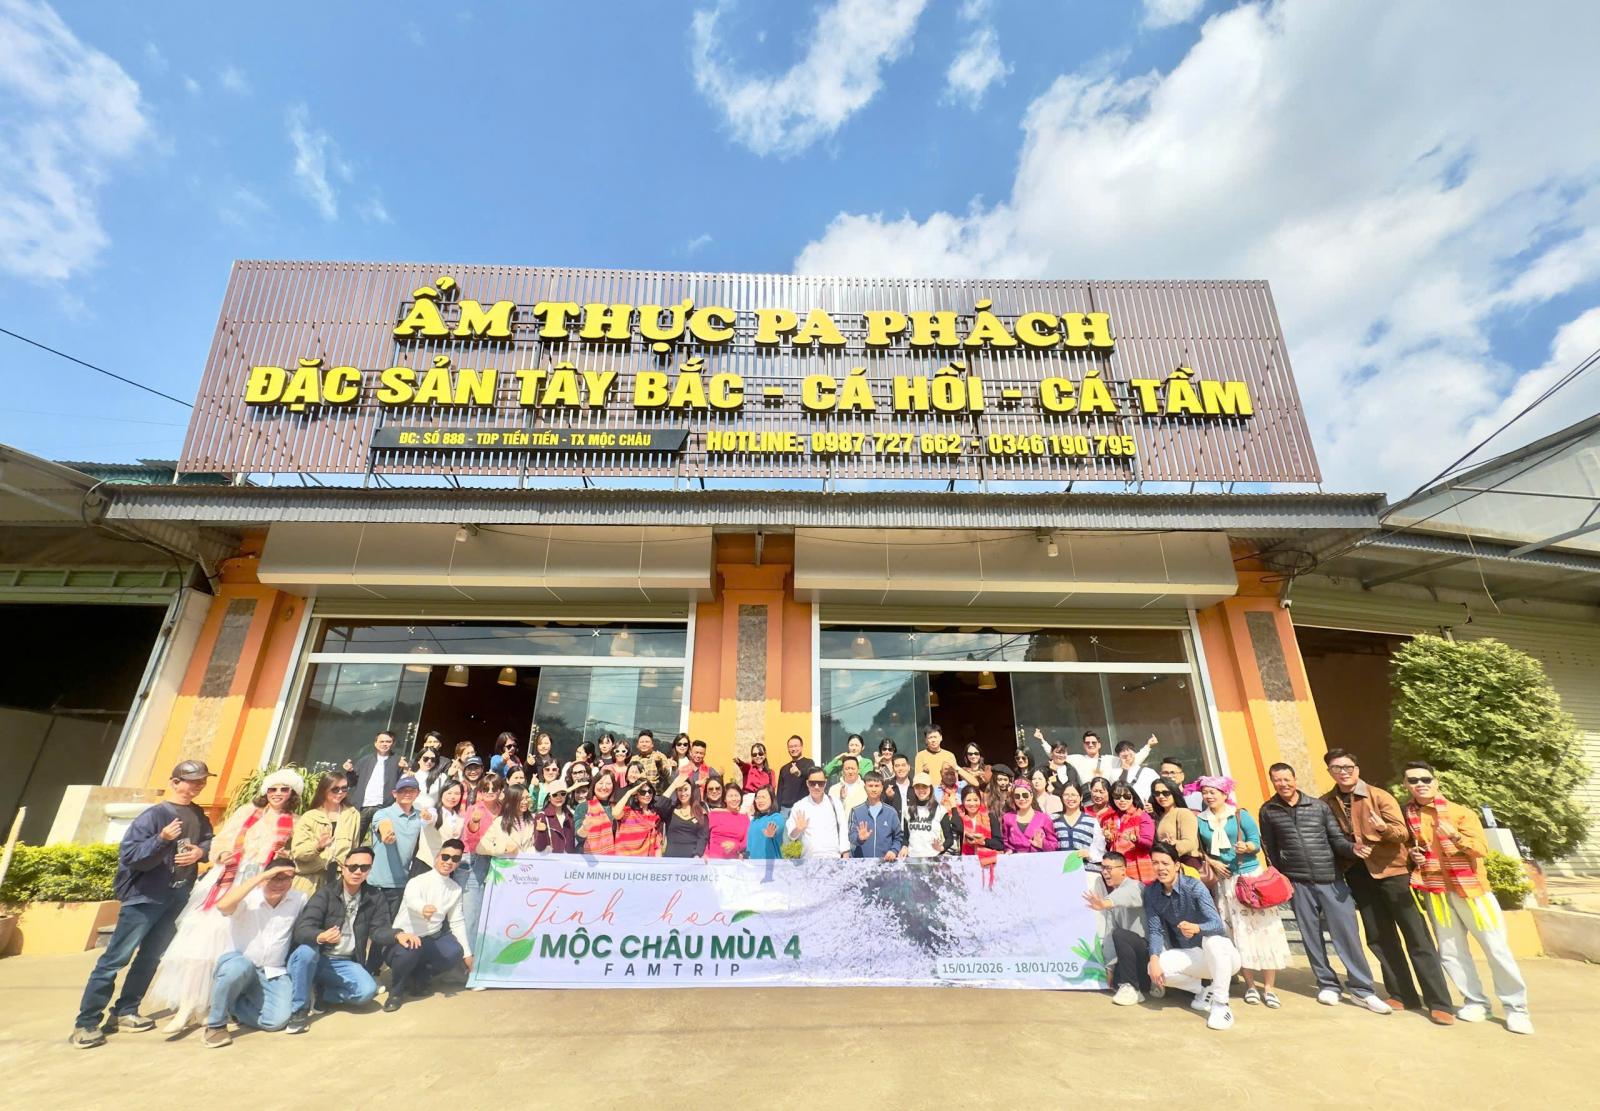 ẨM THỰC PA PHÁCH
ĐẶC SẢN TÂY BẮC - CÁ HỒI - CÁ TẦM
ĐC: SỐ 888 - TDP TIỀN TIẾN - TX MỘC CHÂU
HOTLINE: 0987 727 662 - 0346 190 795
LIÊN MINH DU LỊCH BEST TOUR MỘC
Tinh hoa
MỘC CHÂU MÙA 4
FAMTRIP
15/01/2026 - 18/01/2026